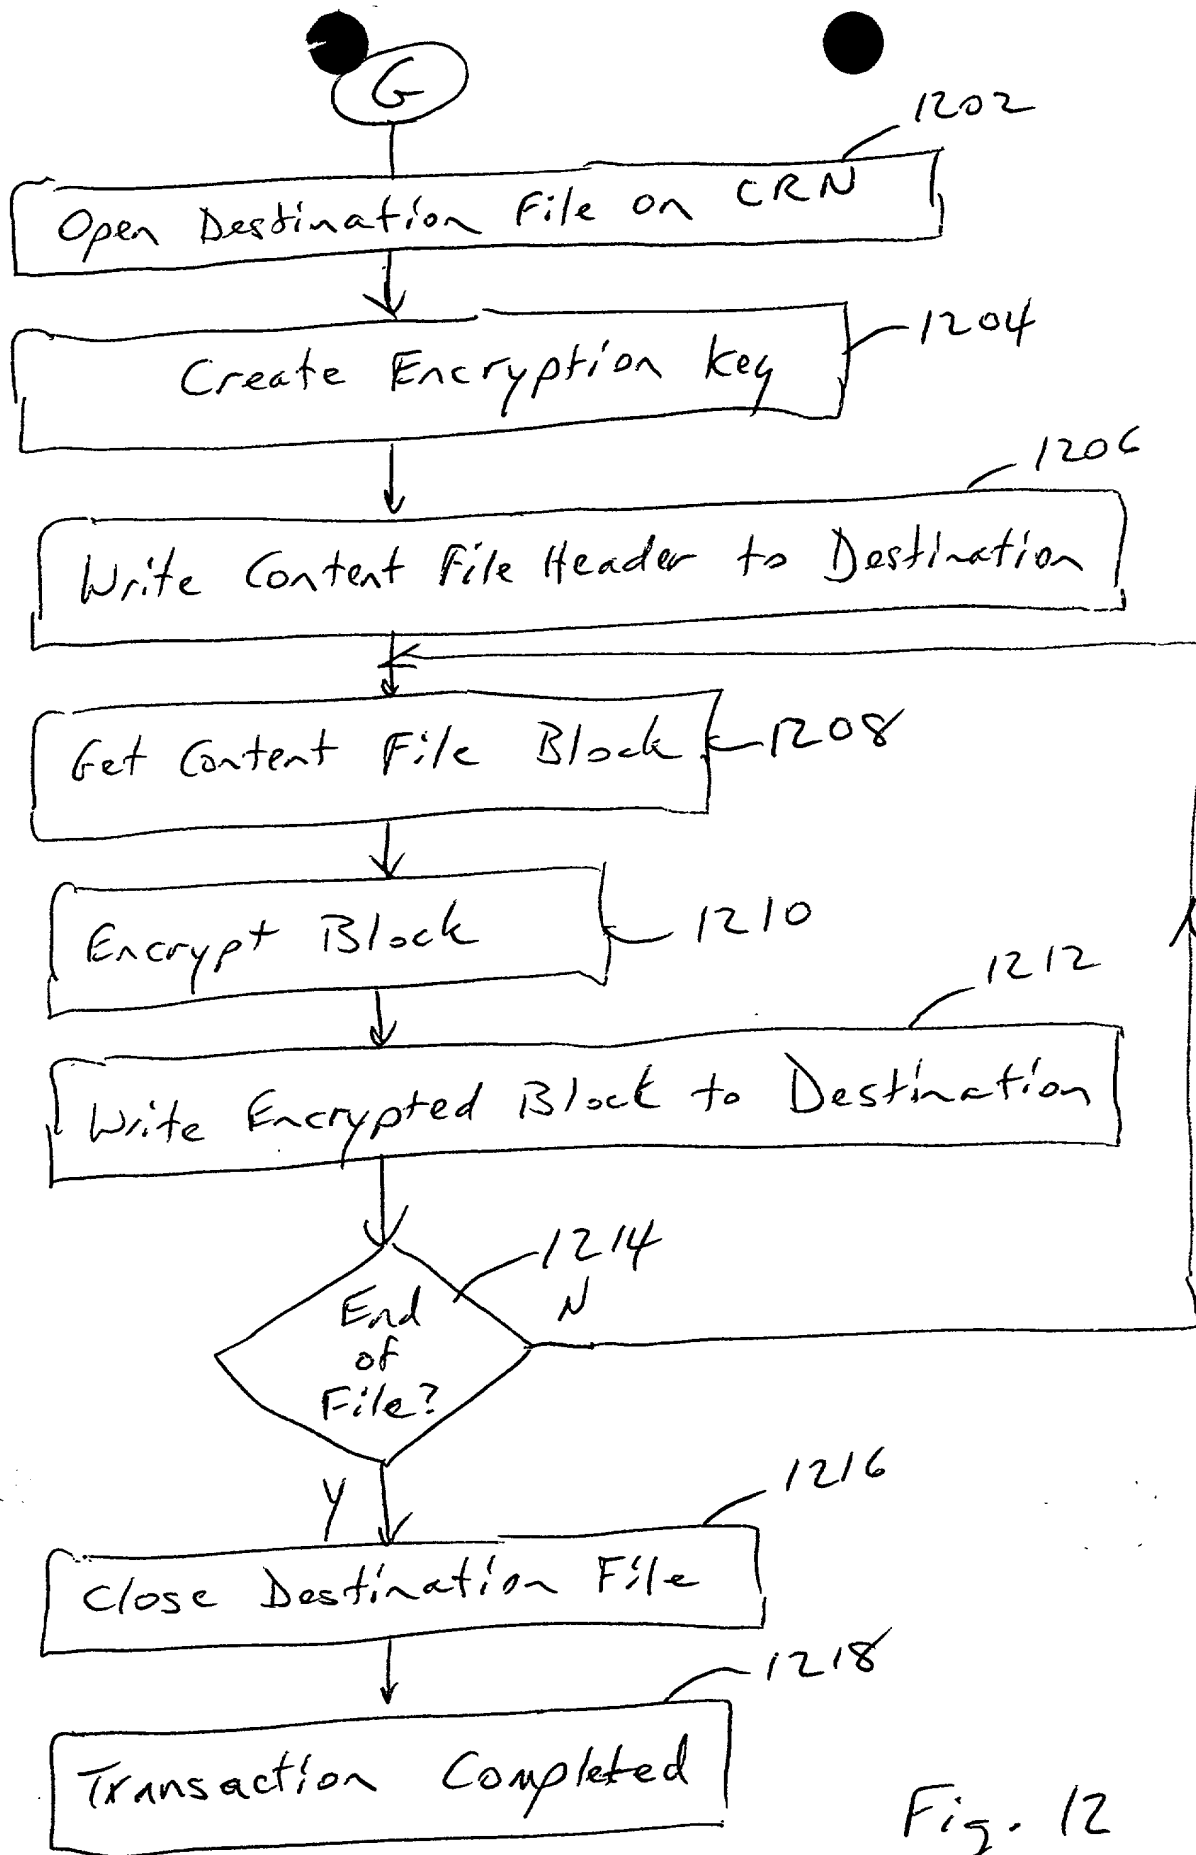 G
1202
Open Destination File on CRN
1204
Create Encryption Key
1206
Write Content File Header to Destination
Get Content File Block
1208
Encrypt Block
1210
1212
Write Encrypted Block to Destination
1214
N
End
of
File?
Y
1216
Close Destination File
1218
Transaction Completed
Fig. 12